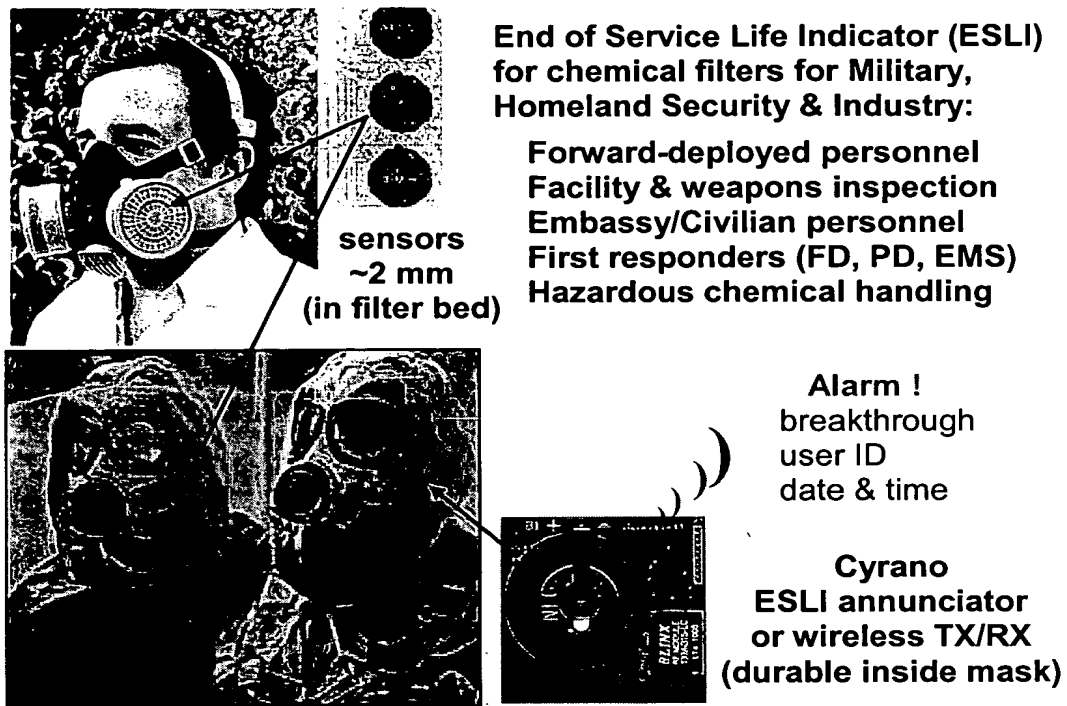 End of Service Life Indicator (ESLI)
for chemical filters for Military,
Homeland Security & Industry:
Forward-deployed personnel
Facility & weapons inspection
Embassy/Civilian personnel
First responders (FD, PD, EMS)
Hazardous chemical handling
sensors
~2 mm
(in filter bed)
Alarm !
breakthrough
user ID
date & time
Cyrano
ESLI annunciator
or wireless TX/RX
(durable inside mask)